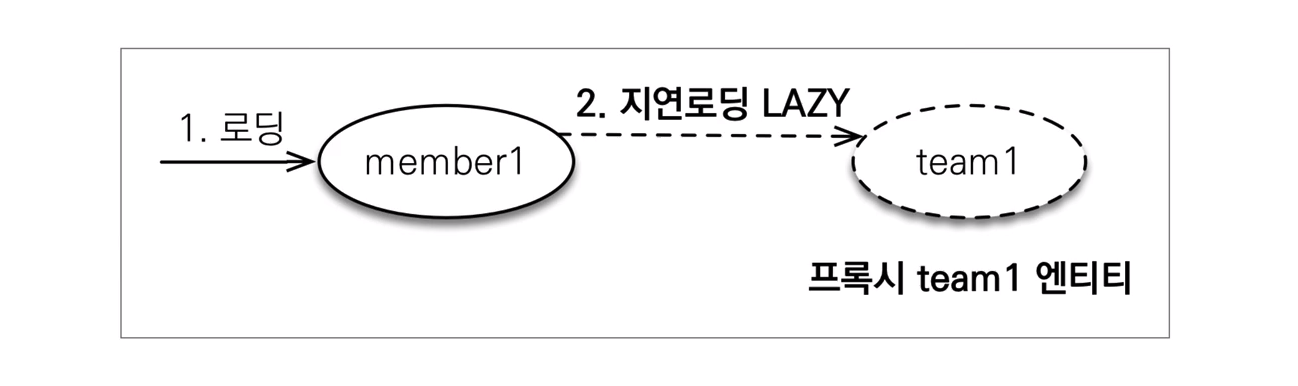 1. 로딩
2. 지연로딩 LAZY
member1
team1
프록시 team1 엔티티